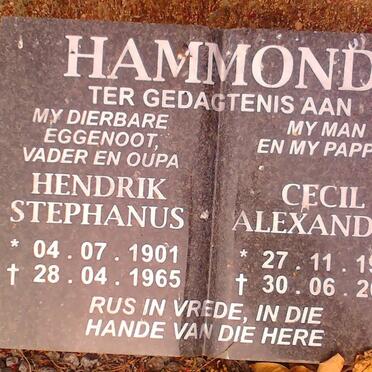 HAMMOND
TER GEDAGTENIS AAN
MY DIERBARE
EGGENOOT,
VADER EN OUPA
HENDRIK
STEPHANUS
* 04.07.1901
† 28.04.1965
MY MAN
EN MY PAPP
CECIL
ALEXAND
* 27.11.19
† 30.06.20
RUS IN VREDE, IN DIE
HANDE VAN DIE HERE